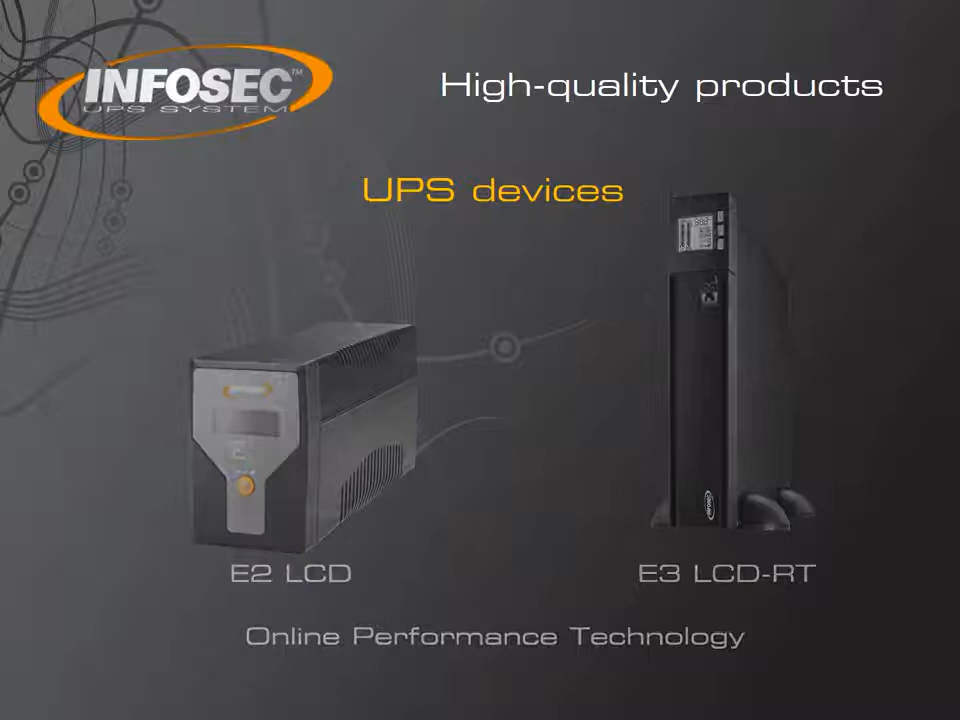 INFOSEC™
UPS SYSTEM
High-quality products
UPS devices
E2 LCD
E3 LCD-RT
Online Performance Technology